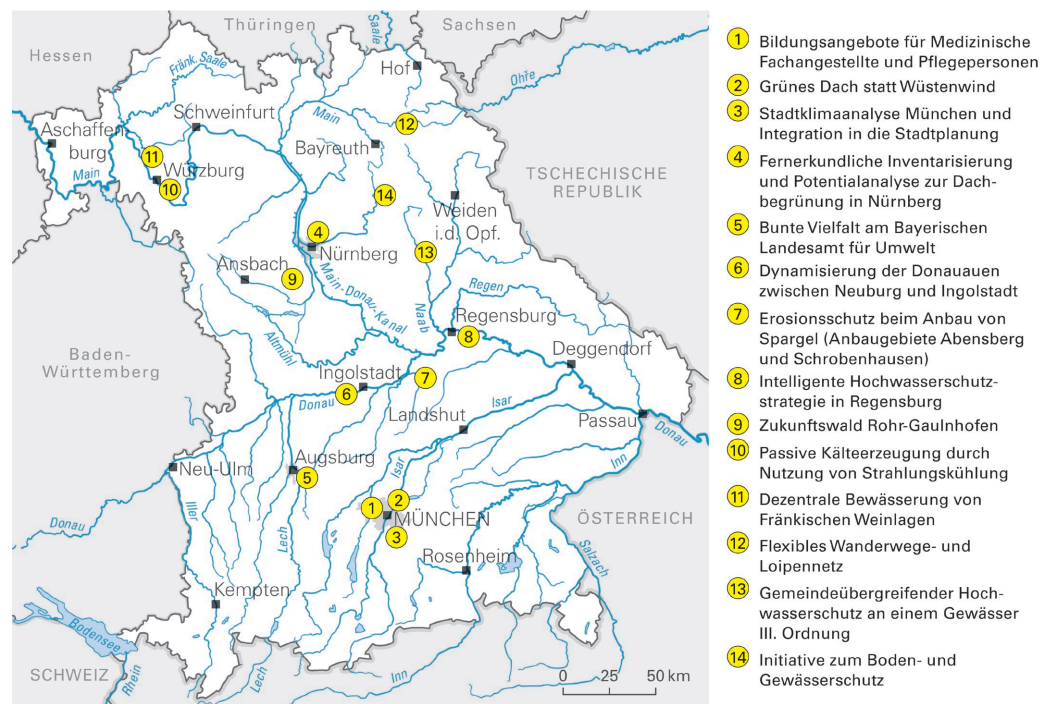 Thüringen
Sachsen
Hessen
Saale
Hof
Fränk. Saale
Ohře
Schweinfurt
Main
12
Aschaffen
burg
Bayreuth
11
Würzburg
Main
10
TSCHECHISCHE
REPUBLIK
14
Weiden
i.d. Opf.
4
Nürnberg
13
Ansbach
9
Main-Donau-Kanal
Regen
Naab
Regensburg
8
Altmühl
Baden-
Württemberg
Deggendorf
Ingolstadt
7
6
Donau
Isar
Landshut
Passau
Donau
Neu-Ulm
Augsburg
5
Isar
Inn
Iller
2
1
MÜNCHEN
3
ÖSTERREICH
Donau
Lech
Rosenheim
Salzach
Kempten
Bodensee
SCHWEIZ
Rhein
Lech
Inn
0 25 50 km
1 Bildungsangebote für Medizinische
Fachangestellte und Pflegepersonen
2 Grünes Dach statt Wüstenwind
3 Stadtklimaanalyse München und
Integration in die Stadtplanung
4 Fernerkundliche Inventarisierung
und Potentialanalyse zur Dach-
begrünung in Nürnberg
5 Bunte Vielfalt am Bayerischen
Landesamt für Umwelt
6 Dynamisierung der Donauauen
zwischen Neuburg und Ingolstadt
7 Erosionsschutz beim Anbau von
Spargel (Anbaugebiete Abensberg
und Schrobenhausen)
8 Intelligente Hochwasserschutz-
strategie in Regensburg
9 Zukunftswald Rohr-Gaulnhofen
10 Passive Kälteerzeugung durch
Nutzung von Strahlungskühlung
11 Dezentrale Bewässerung von
Fränkischen Weinlagen
12 Flexibles Wanderwege- und
Loipennetz
13 Gemeindeübergreifender Hoch-
wasserschutz an einem Gewässer
III. Ordnung
14 Initiative zum Boden- und
Gewässerschutz